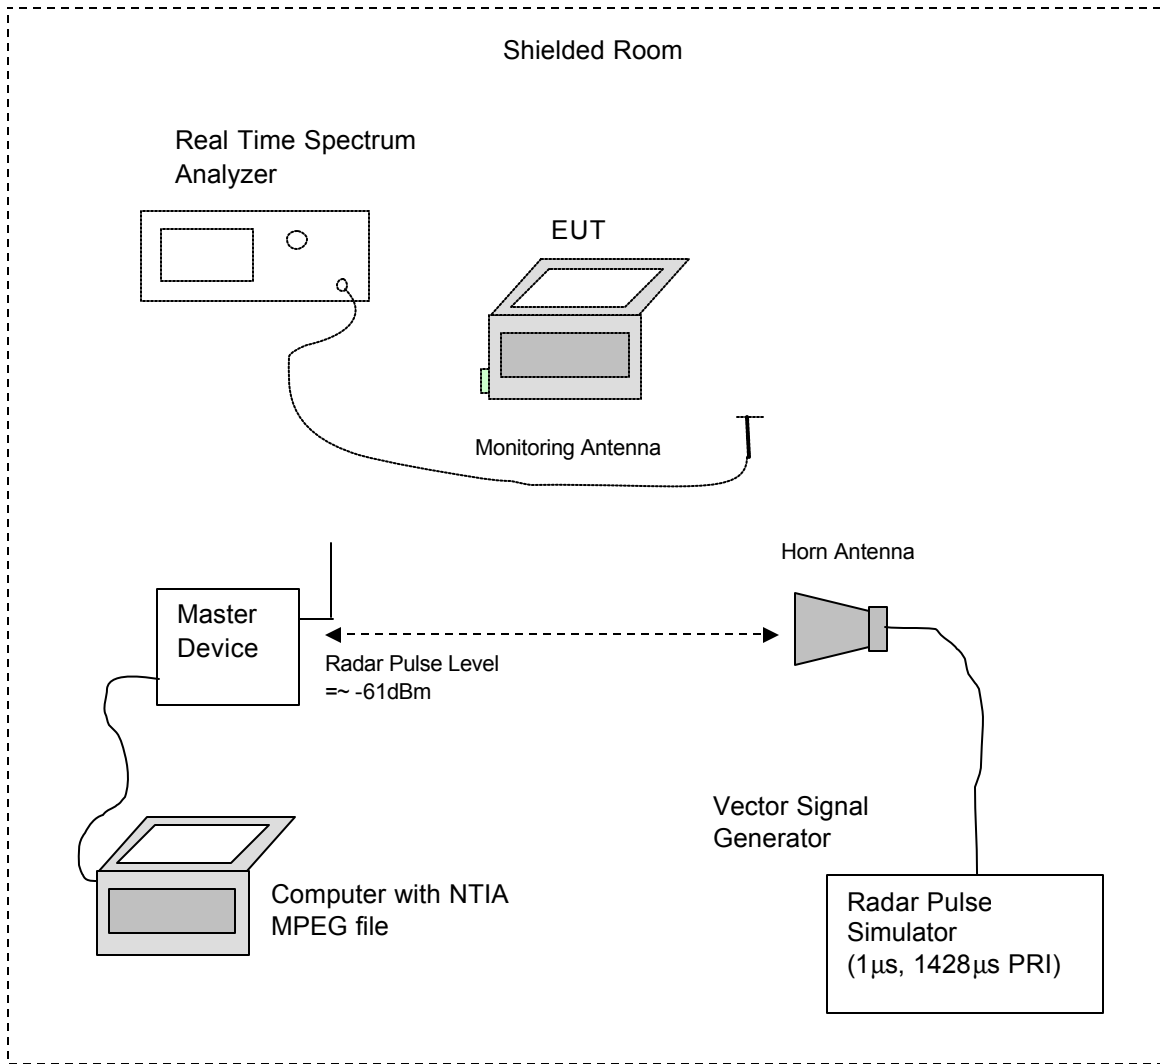 Shielded Room
Real Time Spectrum
Analyzer
EUT
Monitoring Antenna
Horn Antenna
Master
Device
Radar Pulse Level
=~ -61dBm
Vector Signal
Generator
Computer with NTIA
MPEG file
Radar Pulse
Simulator
(1μs, 1428μs PRI)